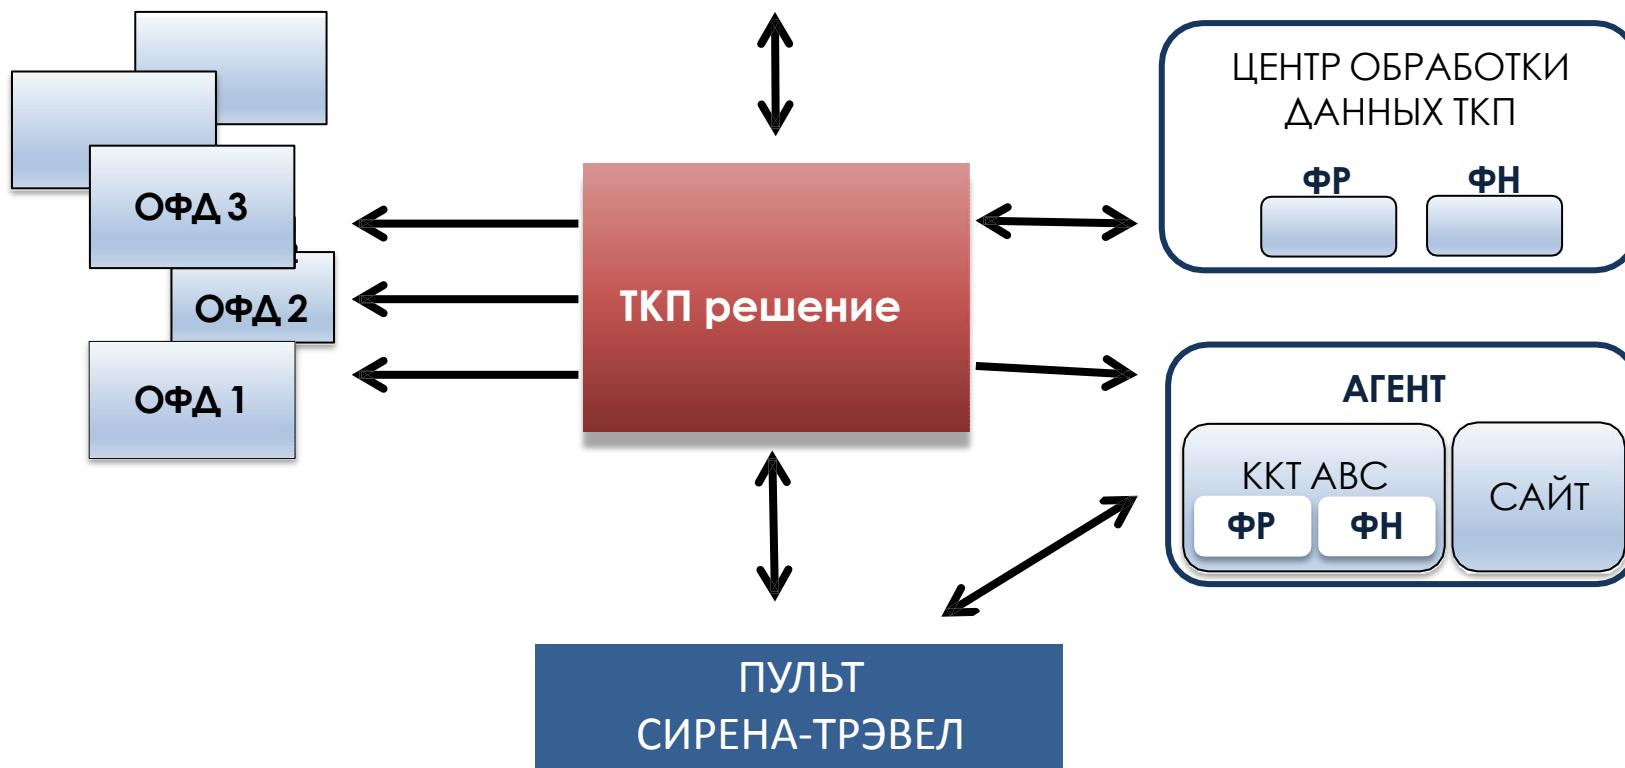 ЦЕНТР ОБРАБОТКИ
ДАННЫХ ТКП
ФР
ФН
ОФД 3
ОФД 2
ОФД 1
ТКП решение
АГЕНТ
ККТ АВС
ФР
ФН
САЙТ
ПУЛЬТ
СИРЕНА-ТРЭВЕЛ